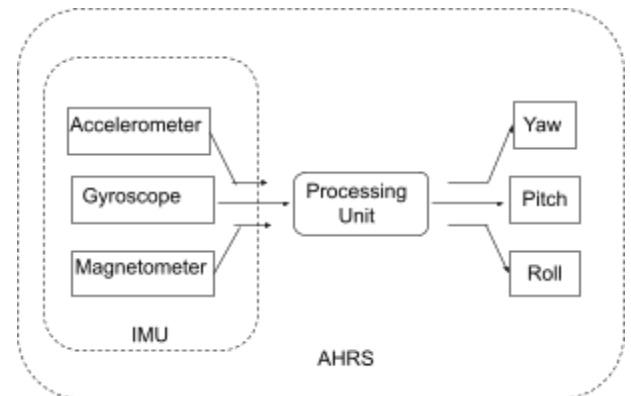 Accelerometer
Gyroscope
Magnetometer
IMU
Processing
Unit
Yaw
Pitch
Roll
AHRS